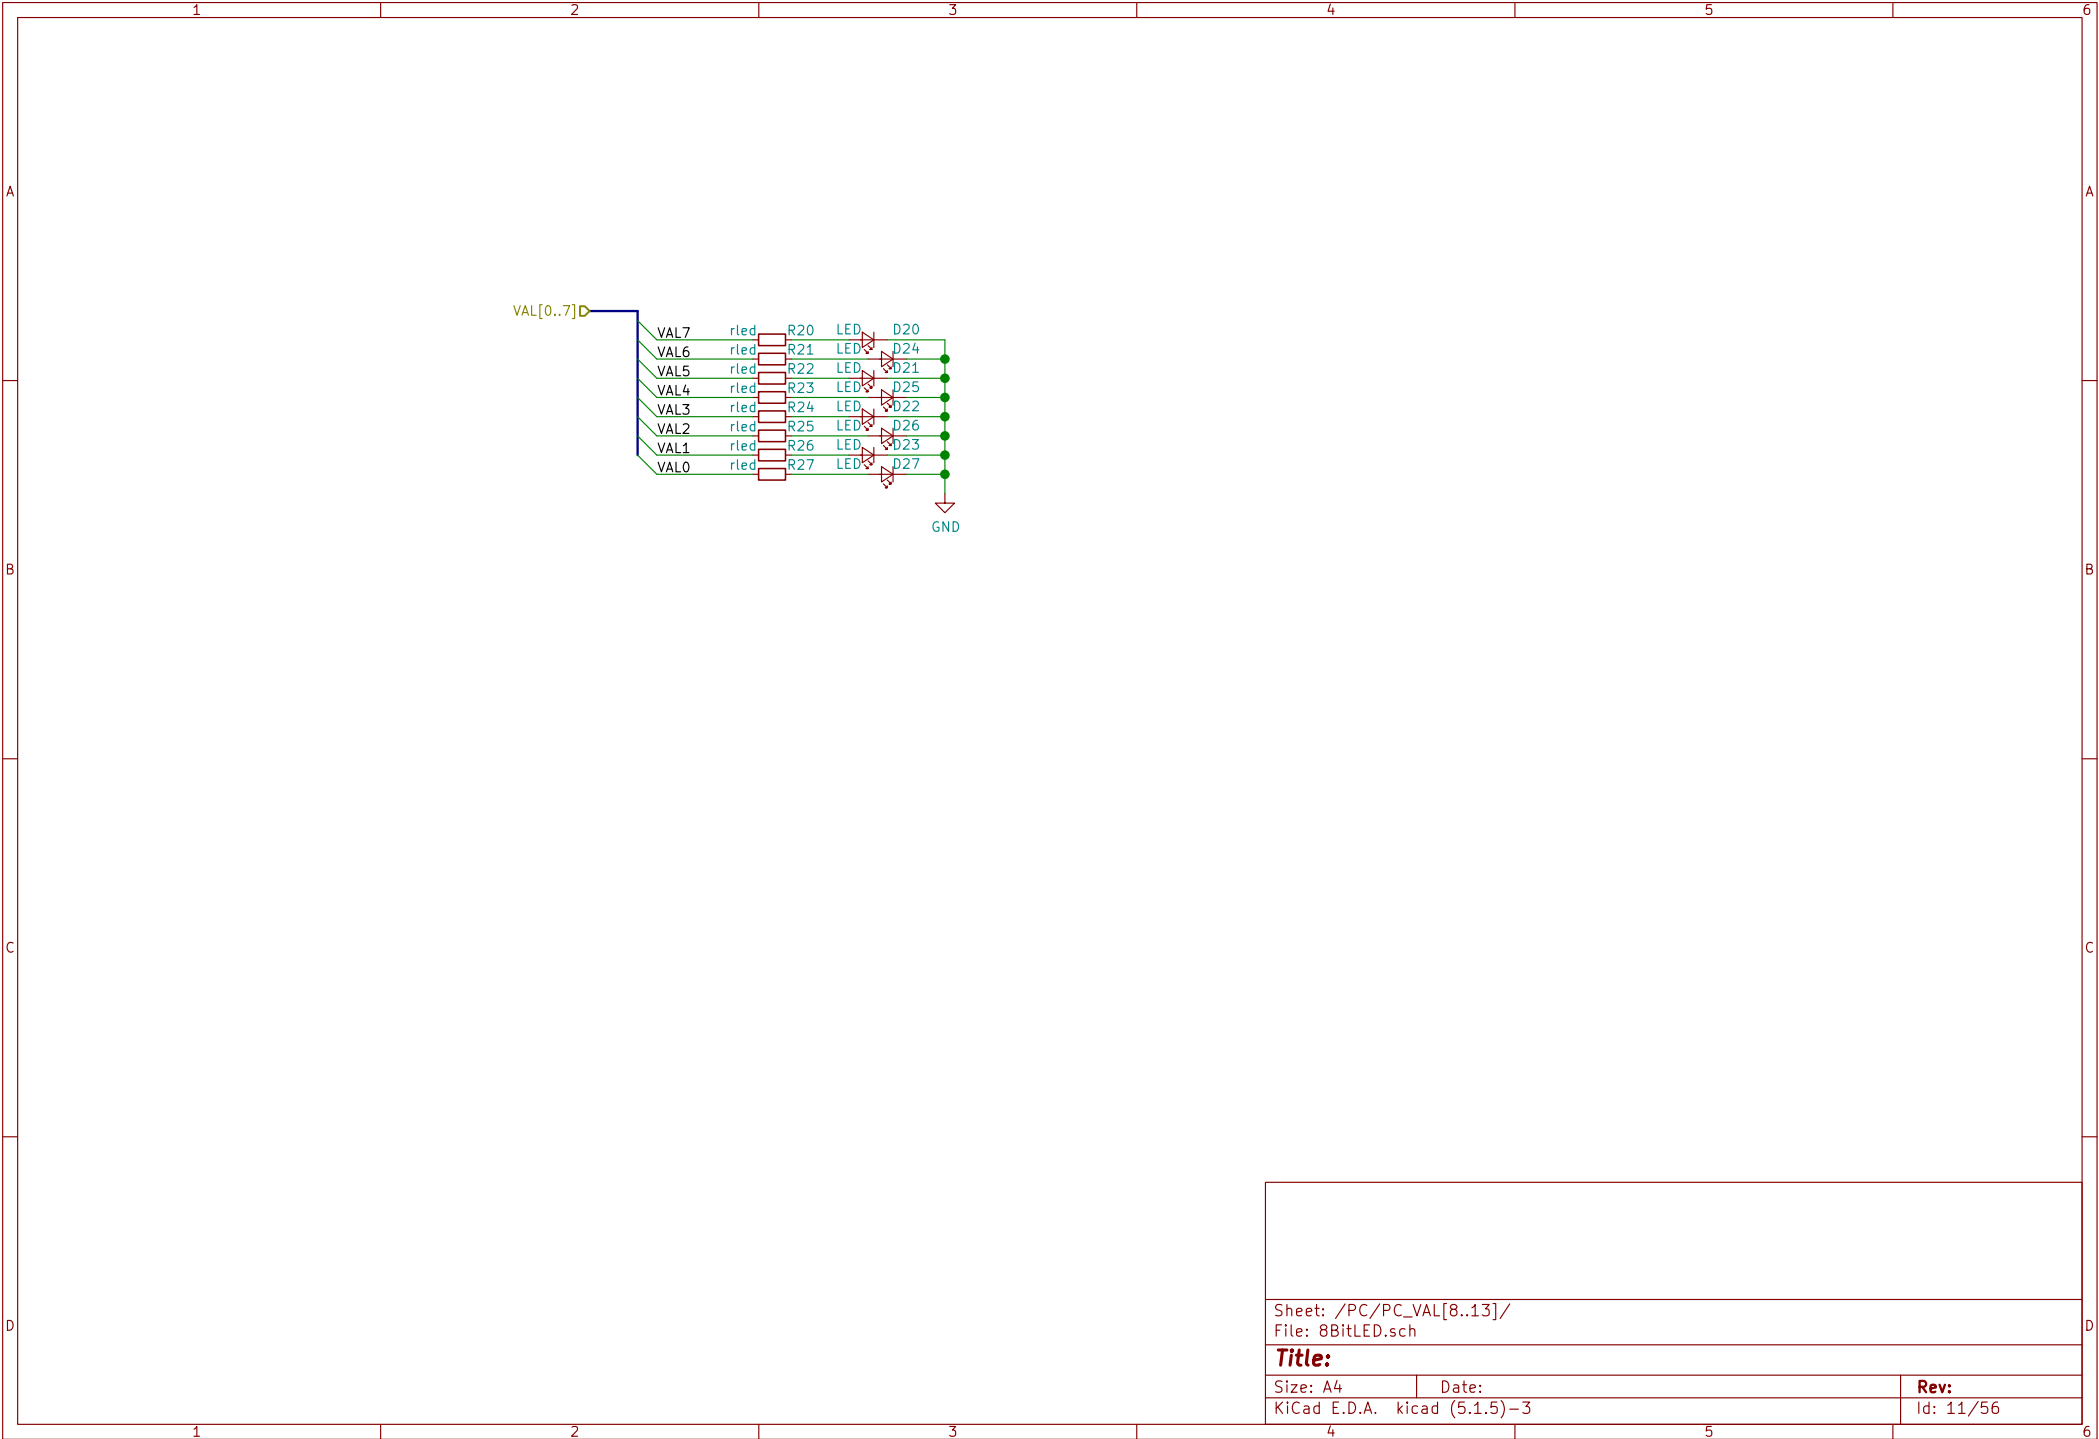 1 2 3 4 5 6
A A
VAL[0..7]
VAL7 rled R20 LED D20
VAL6 rled R21 LED D24
VAL5 rled R22 LED D21
VAL4 rled R23 LED D25
VAL3 rled R24 LED D22
VAL2 rled R25 LED D26
VAL1 rled R26 LED D23
VAL0 rled R27 LED D27
GND
B B
C C
Sheet: /PC/PC_VAL[8..13]/
D D
File: 8BitLED.sch
Title:
Size: A4 Date: Rev:
KiCad E.D.A. kicad (5.1.5)-3 Id: 11/56
1 2 3 4 5 6